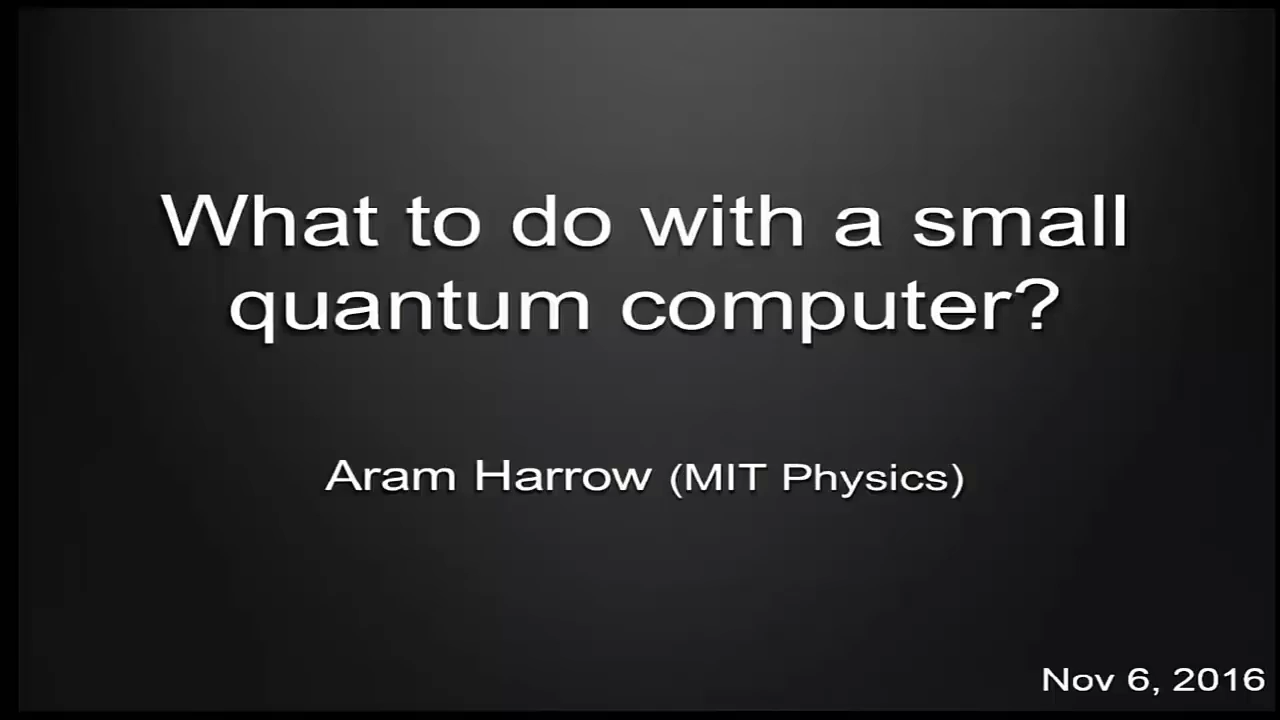 What to do with a small
quantum computer?
Aram Harrow (MIT Physics)
Nov 6, 2016